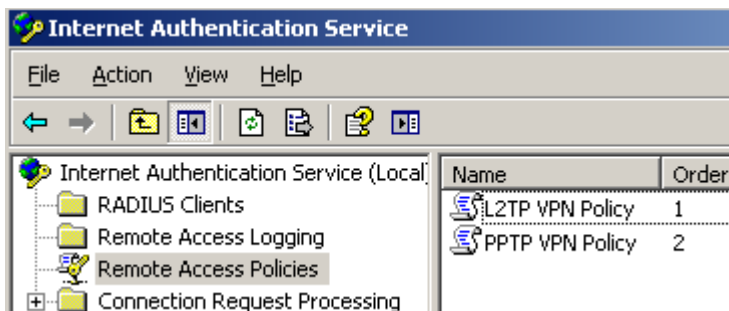 Internet Authentication Service
File Action View Help
Internet Authentication Service (Local
RADIUS Clients
Remote Access Logging
Remote Access Policies
Connection Request Processing
Name Order
L2TP VPN Policy 1
PPTP VPN Policy 2